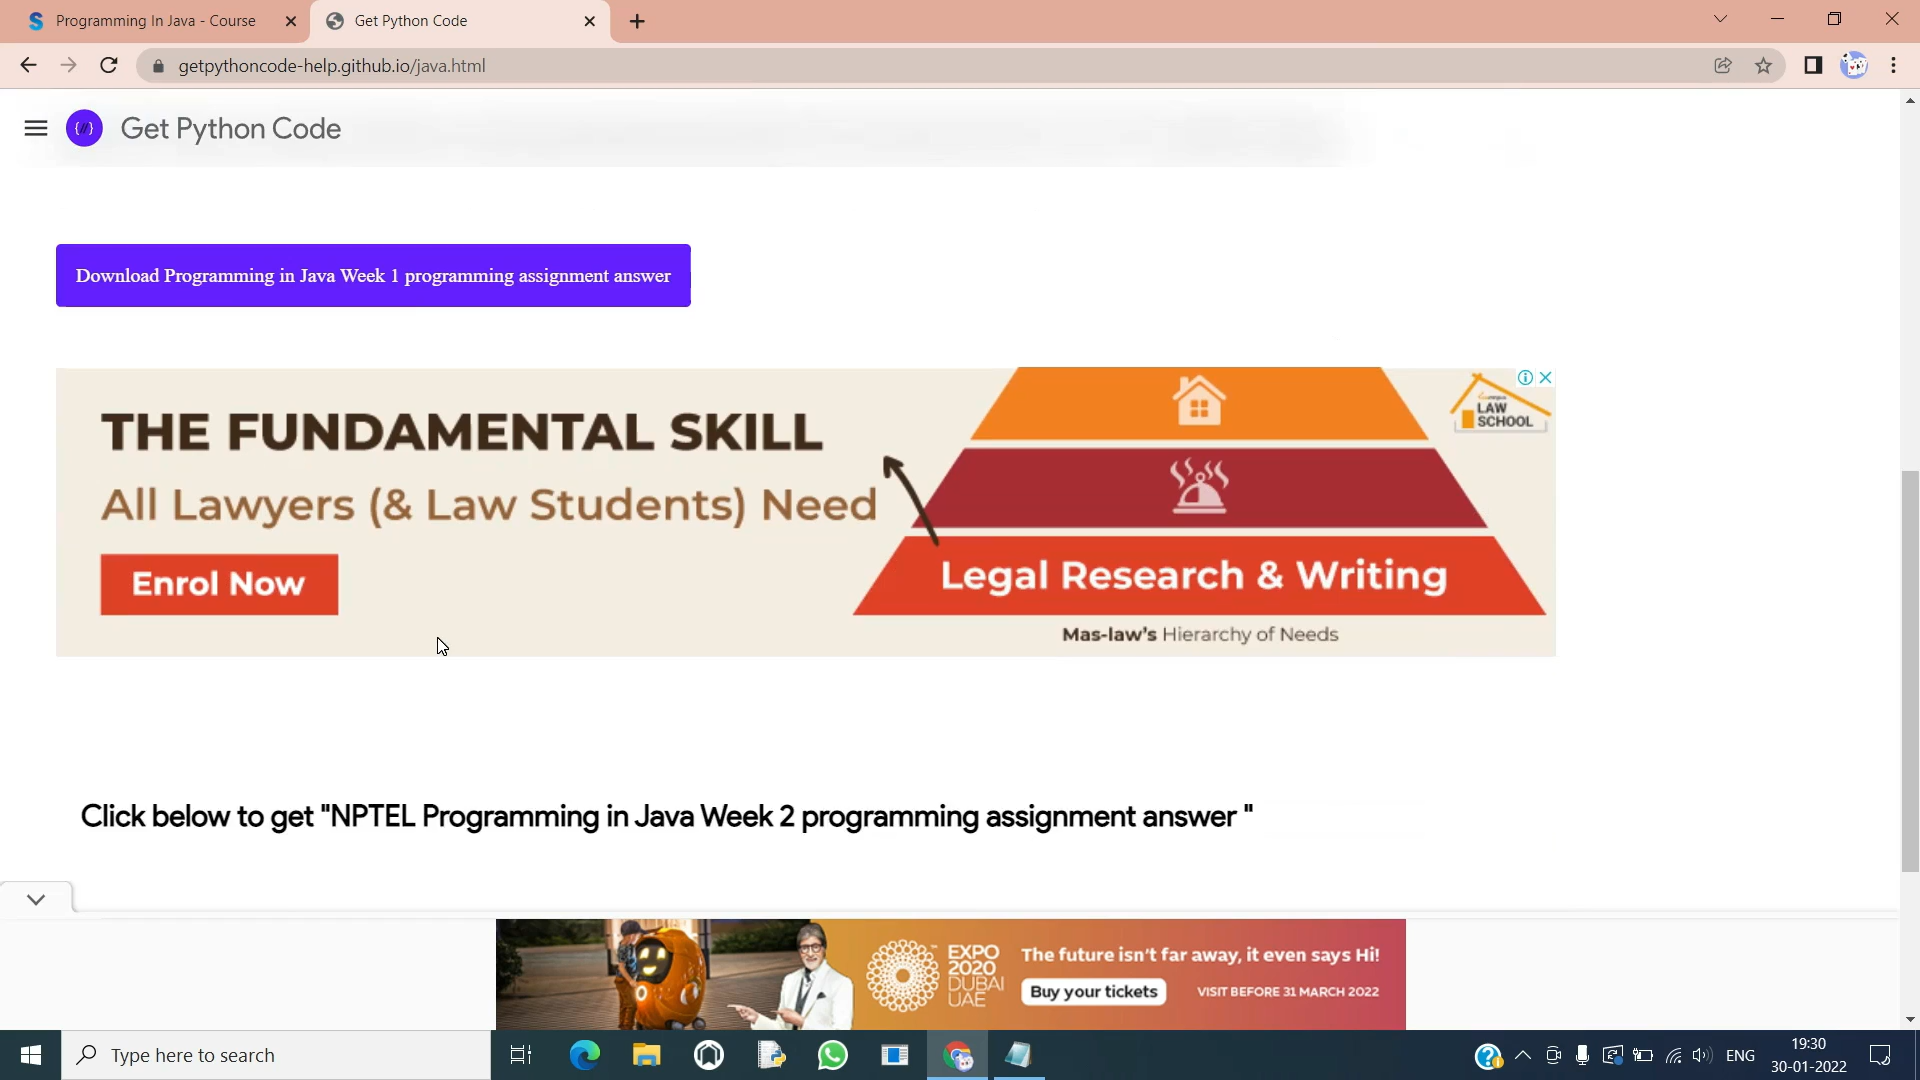 Programming In Java - Course
Get Python Code
getpythoncode-help.github.io/java.html
{//} Get Python Code
Download Programming in Java Week 1 programming assignment answer
THE FUNDAMENTAL SKILL
All Lawyers (& Law Students) Need
Enrol Now
LAW
SCHOOL
Legal Research & Writing
Mas-law's Hierarchy of Needs
Click below to get "NPTEL Programming in Java Week 2 programming assignment answer "
EXPO
2020
DUBAI
UAE
The future isn't far away, it even says Hi!
Buy your tickets
VISIT BEFORE 31 MARCH 2022
Type here to search
ENG
19:30
30-01-2022